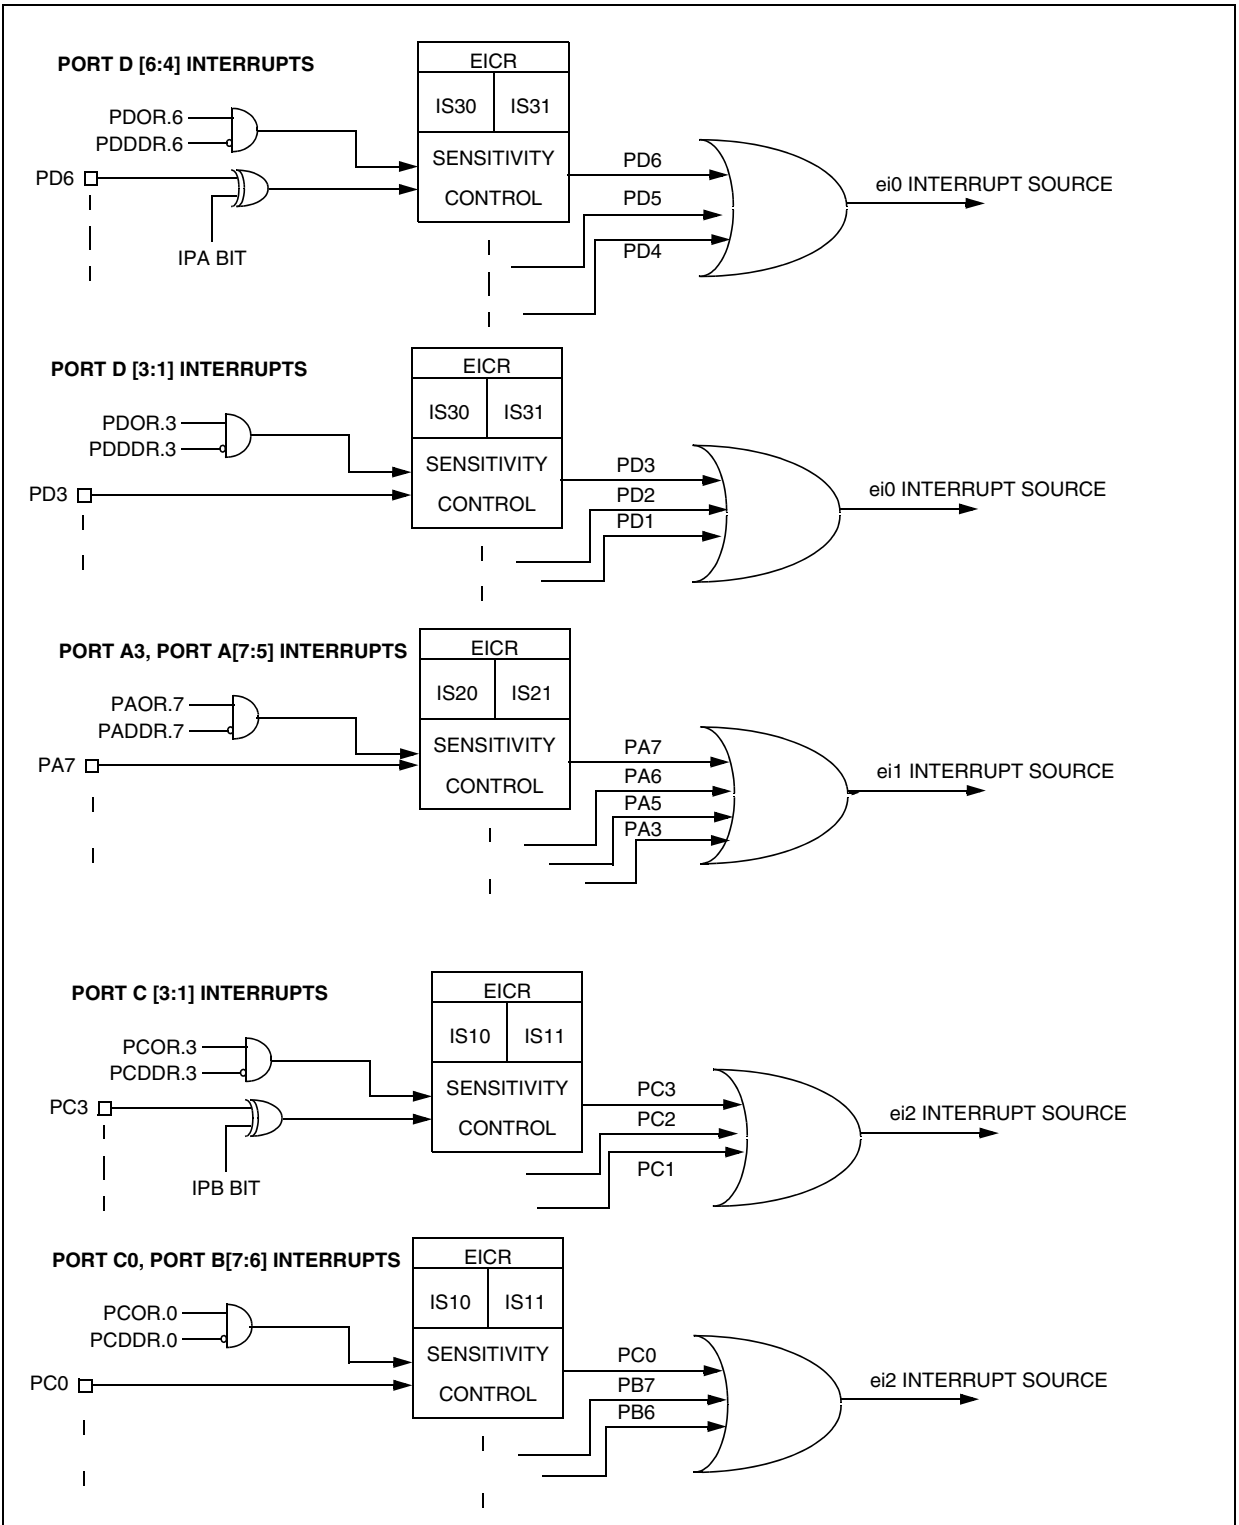 PORT D [6:4] INTERRUPTS
EICR
IS30 IS31
PDOR.6
PDDDR.6
SENSITIVITY
CONTROL
PD6
IPA BIT
PD6
PD5
PD4
ei0 INTERRUPT SOURCE
PORT D [3:1] INTERRUPTS
EICR
IS30 IS31
PDOR.3
PDDDR.3
SENSITIVITY
CONTROL
PD3
PD3
PD2
PD1
ei0 INTERRUPT SOURCE
PORT A3, PORT A[7:5] INTERRUPTS
EICR
IS20 IS21
PAOR.7
PADDR.7
SENSITIVITY
CONTROL
PA7
PA7
PA6
PA5
PA3
ei1 INTERRUPT SOURCE
PORT C [3:1] INTERRUPTS
EICR
IS10 IS11
PCOR.3
PCDDR.3
SENSITIVITY
CONTROL
PC3
IPB BIT
PC3
PC2
PC1
ei2 INTERRUPT SOURCE
PORT C0, PORT B[7:6] INTERRUPTS
EICR
IS10 IS11
PCOR.0
PCDDR.0
SENSITIVITY
CONTROL
PC0
PC0
PB7
PB6
ei2 INTERRUPT SOURCE